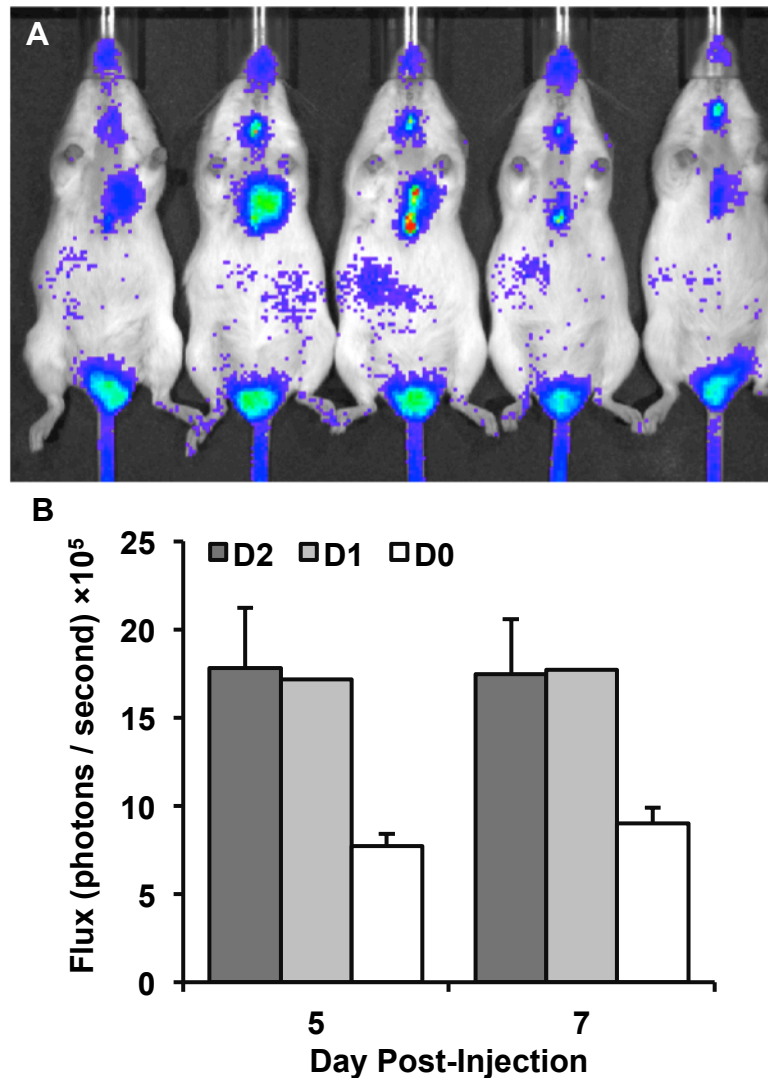 A
B
Flux (photons / second) ×10⁵
25
20
15
10
5
0
D2 D1 D0
5 7
Day Post-Injection